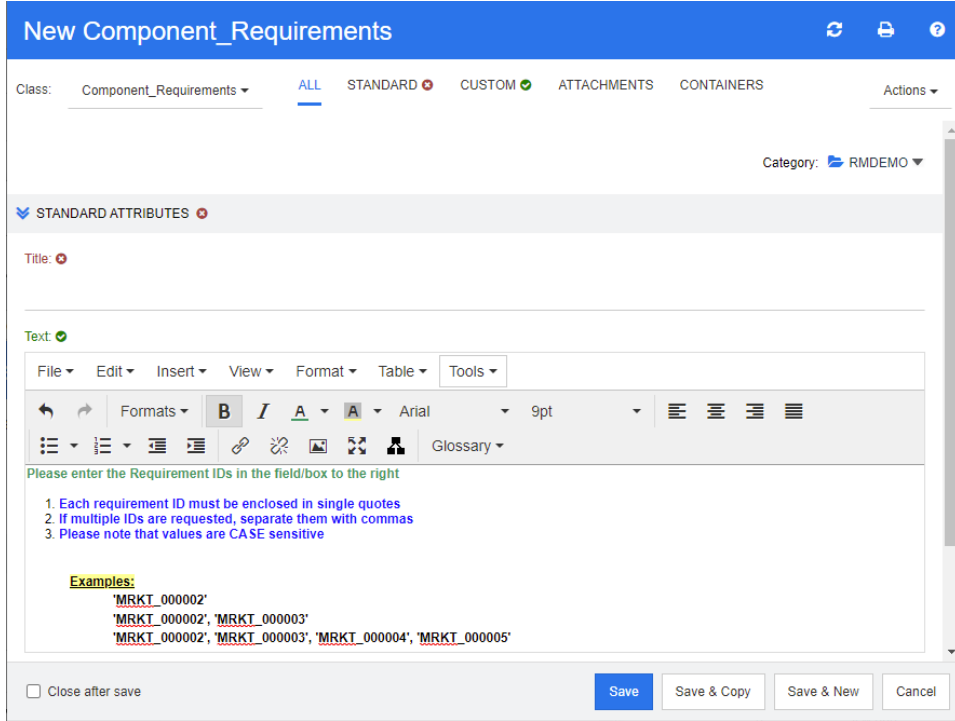 New Component_Requirements
Class: Component_Requirements ALL STANDARD CUSTOM ATTACHMENTS CONTAINERS Actions
Category: RMDEMO
STANDARD ATTRIBUTES
Title:
Text:
File Edit Insert View Format Table Tools
Formats B I A A Arial 9pt
Glossary
Please enter the Requirement IDs in the field/box to the right
1. Each requirement ID must be enclosed in single quotes
2. If multiple IDs are requested, separate them with commas
3. Please note that values are CASE sensitive
Examples:
'MRKT_000002'
'MRKT_000002', 'MRKT_000003'
'MRKT_000002', 'MRKT_000003', 'MRKT_000004', 'MRKT_000005'
Close after save Save Save & Copy Save & New Cancel